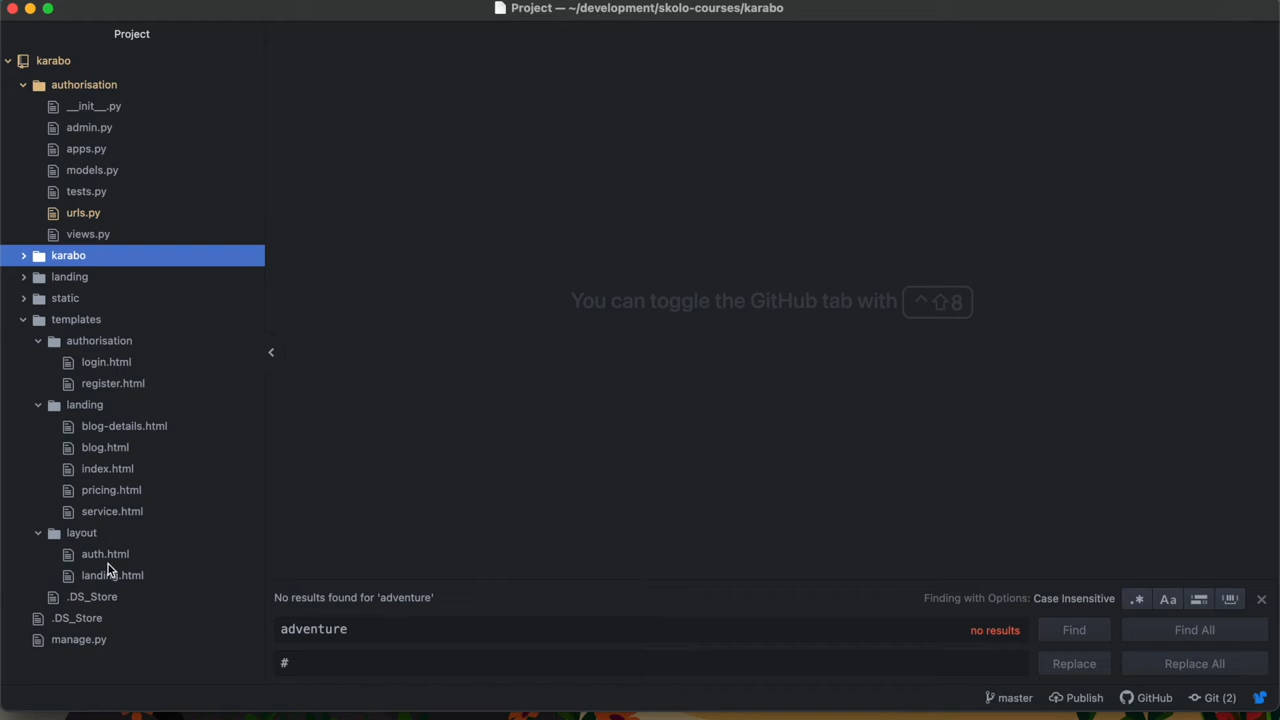 Project — ~/development/skolo-courses/karabo
Project
karabo
authorisation
__init__.py
admin.py
apps.py
models.py
tests.py
urls.py
views.py
karabo
landing
static
templates
authorisation
login.html
register.html
landing
blog-details.html
blog.html
index.html
pricing.html
service.html
layout
auth.html
landing.html
.DS_Store
.DS_Store
manage.py
You can toggle the GitHub tab with ⌃⇧8
No results found for 'adventure'
Finding with Options: Case Insensitive
.*
Aa
adventure
no results
Find
Find All
#
Replace
Replace All
master
Publish
GitHub
Git (2)